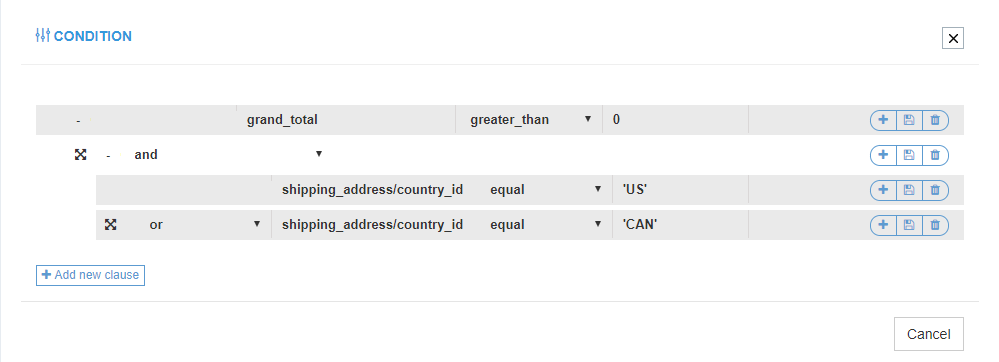 CONDITION
- grand_total greater_than 0
- and
shipping_address/country_id equal 'US'
or shipping_address/country_id equal 'CAN'
Add new clause
Cancel